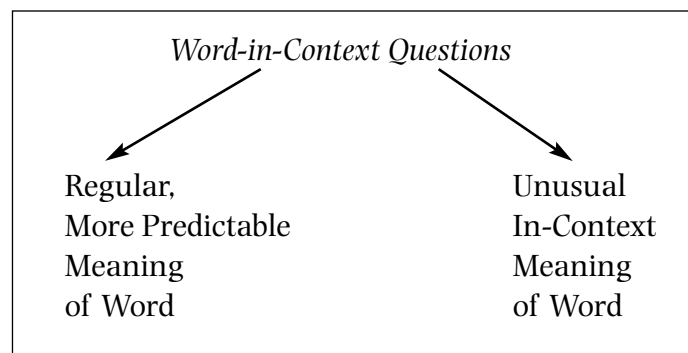 Word-in-Context Questions
Regular,
More Predictable
Meaning
of Word
Unusual
In-Context
Meaning
of Word